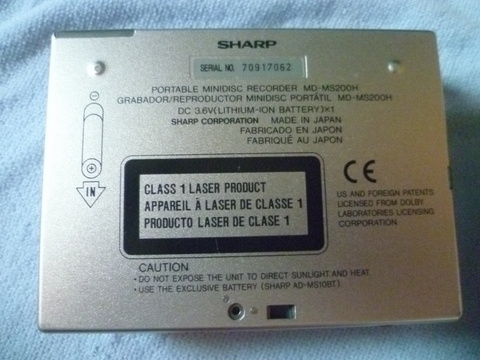 SHARP
SERIAL NO. 70917062
PORTABLE MINIDISC RECORDER MD-MS200H
GRABADOR/REPRODUCTOR MINIDISC PORTÁTIL MD-MS200H
DC 3.6V(LITHIUM-ION BATTERY)×1
SHARP CORPORATION MADE IN JAPAN
FABRICADO EN JAPON
FABRIQUÉ AU JAPON
IN
CLASS 1 LASER PRODUCT
APPAREIL À LASER DE CLASSE 1
PRODUCTO LASER DE CLASE 1
CE
US AND FOREIGN PATENTS
LICENSED FROM DOLBY
LABORATORIES LICENSING
CORPORATION
CAUTION
・DO NOT EXPOSE THE UNIT TO DIRECT SUNLIGHT AND HEAT.
・USE THE EXCLUSIVE BATTERY (SHARP AD-MS10BT)